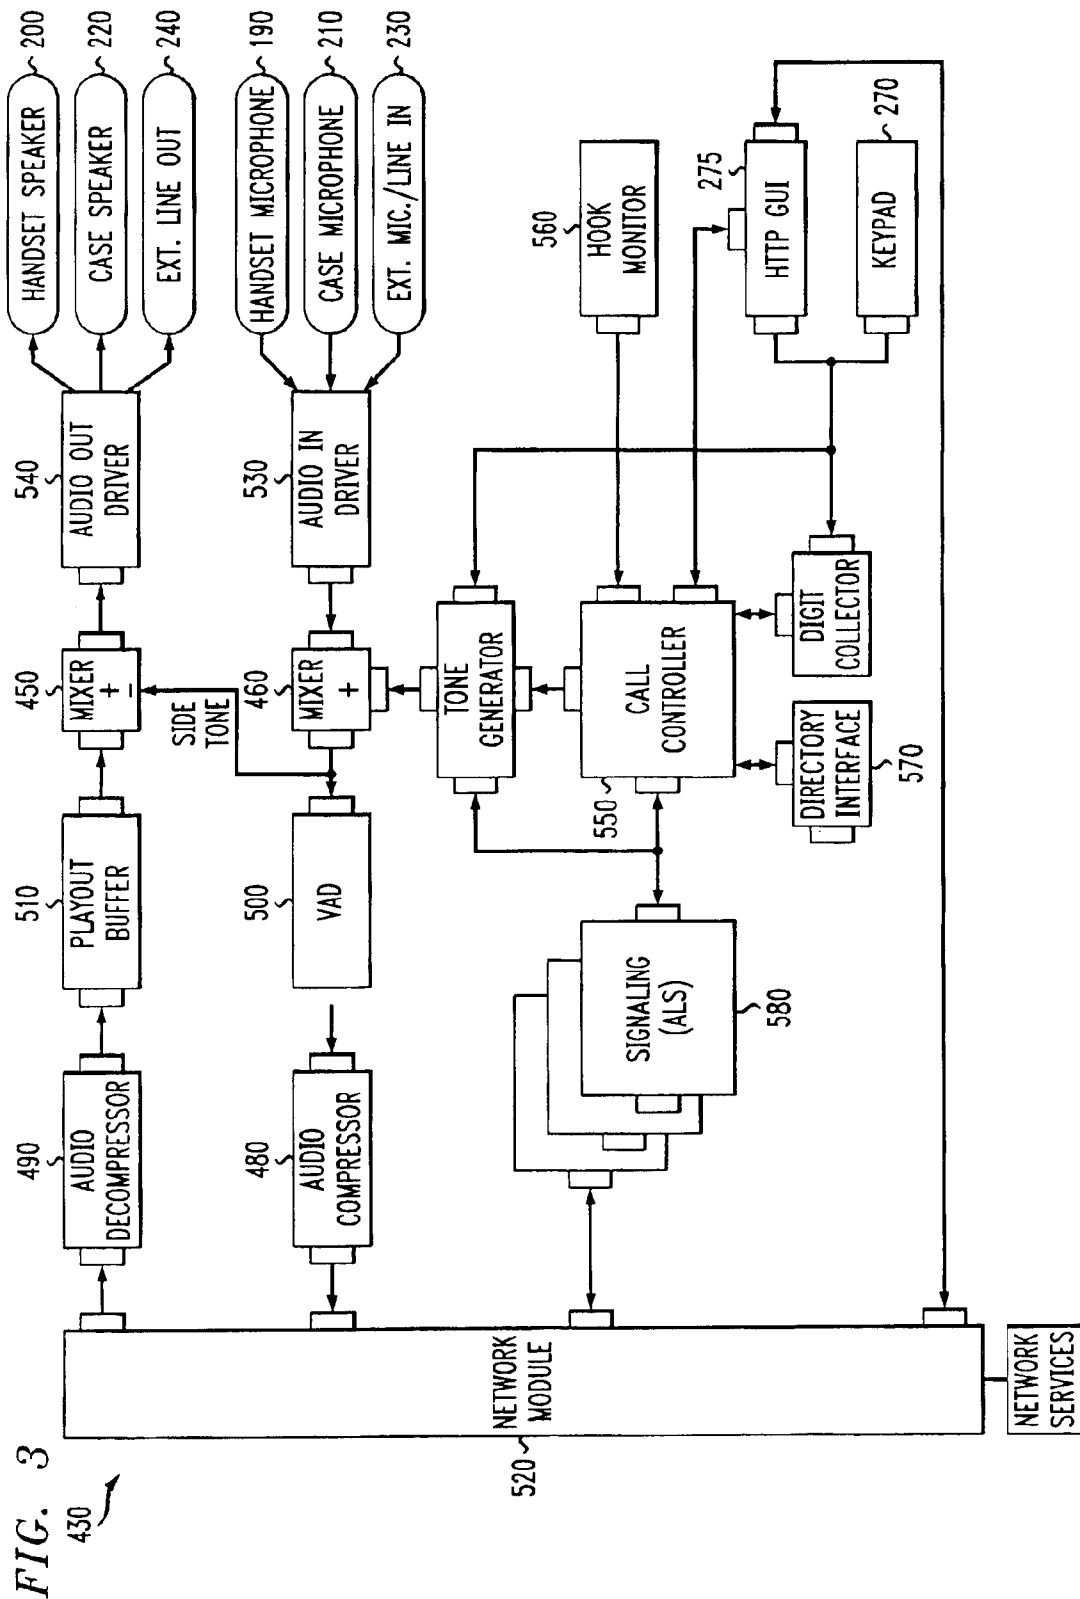 FIG. 3
430
200
HANDSET SPEAKER
220
CASE SPEAKER
240
EXT. LINE OUT
190
HANDSET MICROPHONE
210
CASE MICROPHONE
230
EXT. MIC./LINE IN
540
AUDIO OUT
DRIVER
530
AUDIO IN
DRIVER
450
MIXER
+
-
SIDE
TONE
460
MIXER
+
510
PLAYOUT
BUFFER
500
VAD
490
AUDIO
DECOMPRESSOR
480
AUDIO
COMPRESSOR
560
HOOK
MONITOR
275
HTTP GUI
270
KEYPAD
TONE
GENERATOR
CALL
CONTROLLER
550
DIGIT
COLLECTOR
DIRECTORY
INTERFACE
570
SIGNALING
(ALS)
580
NETWORK
MODULE
520
NETWORK
SERVICES